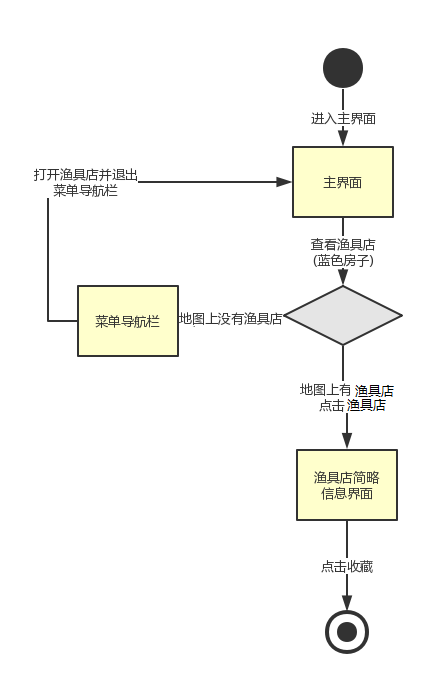 进入主界面
打开渔具店并退出
菜单导航栏
主界面
查看渔具店
(蓝色房子)
菜单导航栏
地图上没有渔具店
地图上有 渔具店
点击 渔具店
渔具店简略
信息界面
点击收藏